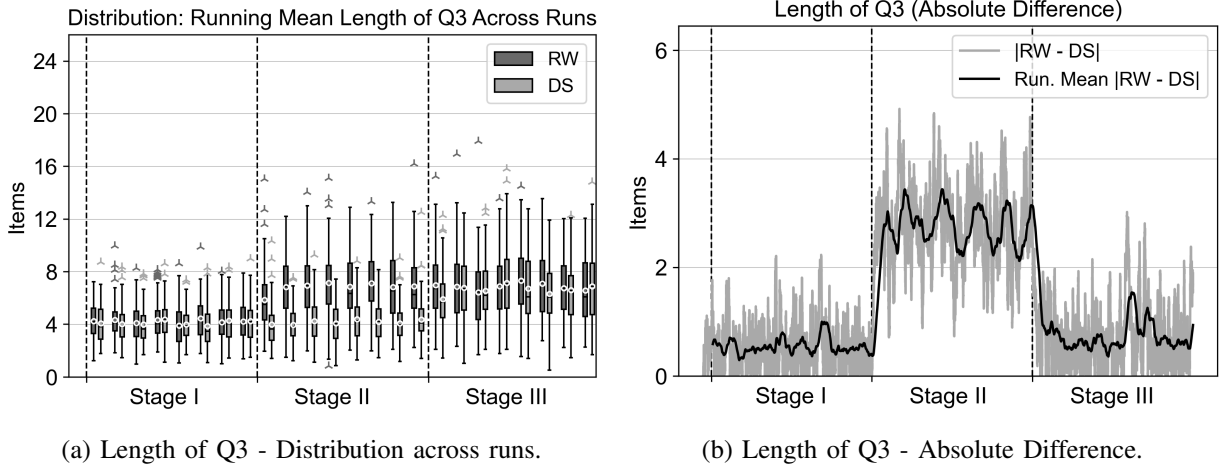 Distribution: Running Mean Length of Q3 Across Runs
RW
DS
Items
24
20
16
12
8
4
0
Stage I
Stage II
Stage III
(a) Length of Q3 - Distribution across runs.
Length of Q3 (Absolute Difference)
|RW - DS|
Run. Mean |RW - DS|
Items
6
4
2
0
Stage I
Stage II
Stage III
(b) Length of Q3 - Absolute Difference.